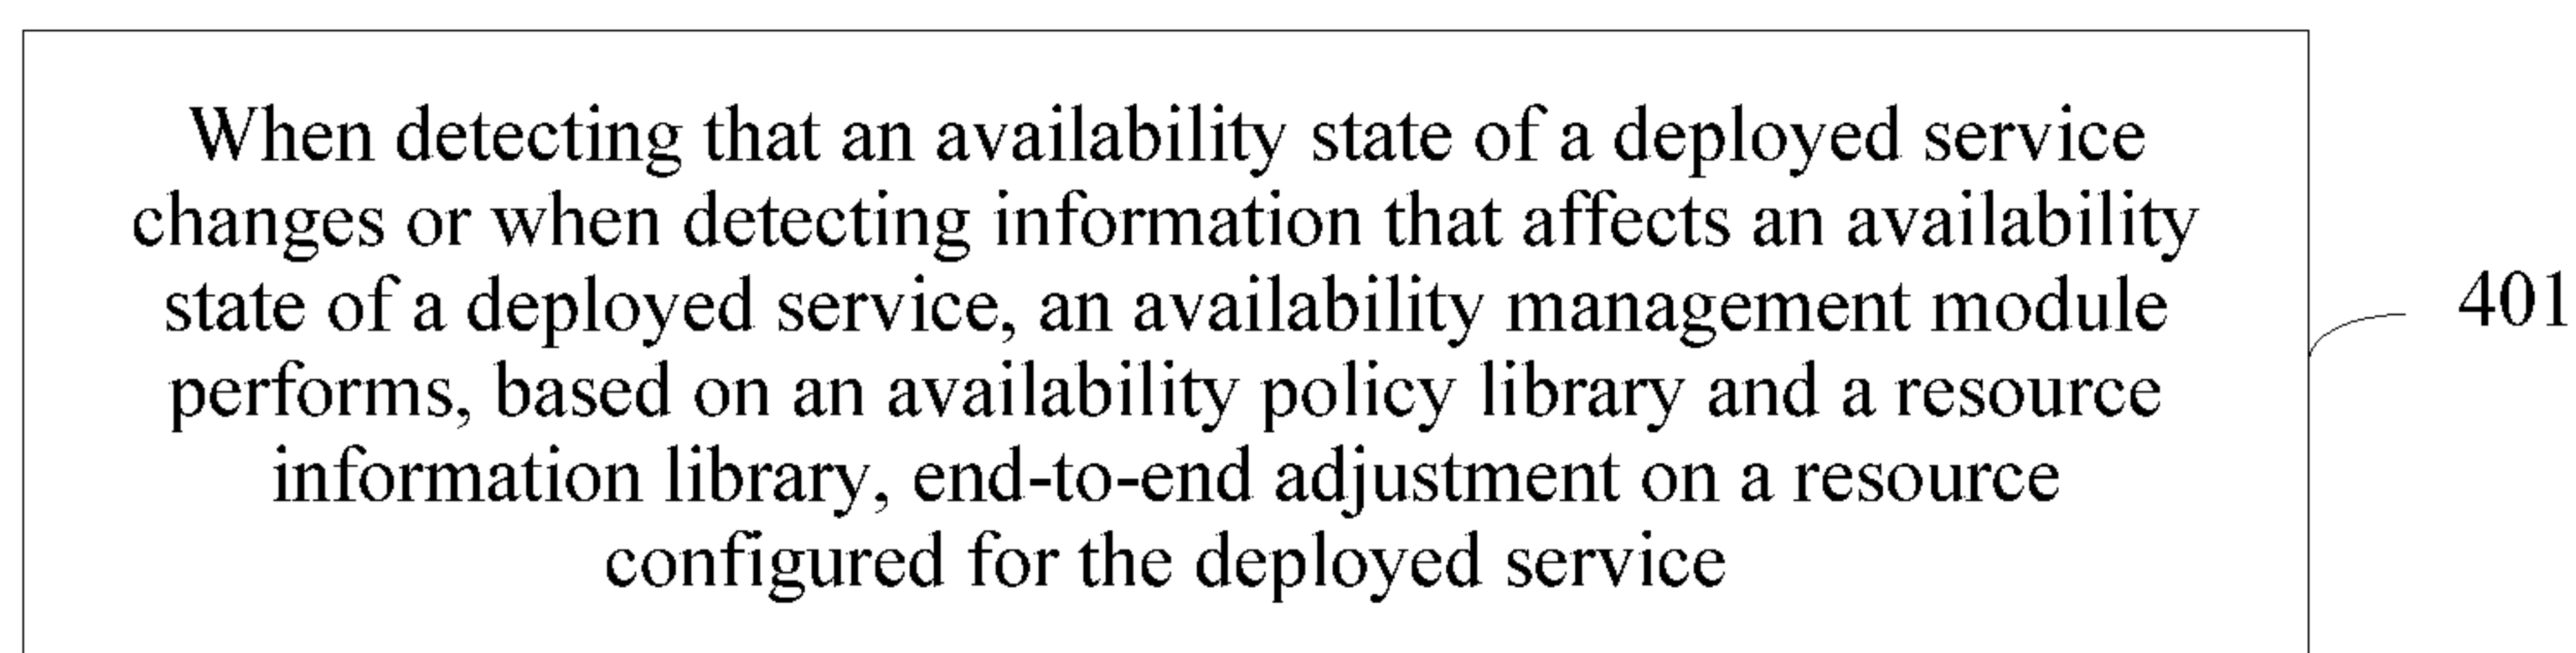 When detecting that an availability state of a deployed service
changes or when detecting information that affects an availability
state of a deployed service, an availability management module
performs, based on an availability policy library and a resource
information library, end-to-end adjustment on a resource
configured for the deployed service
401